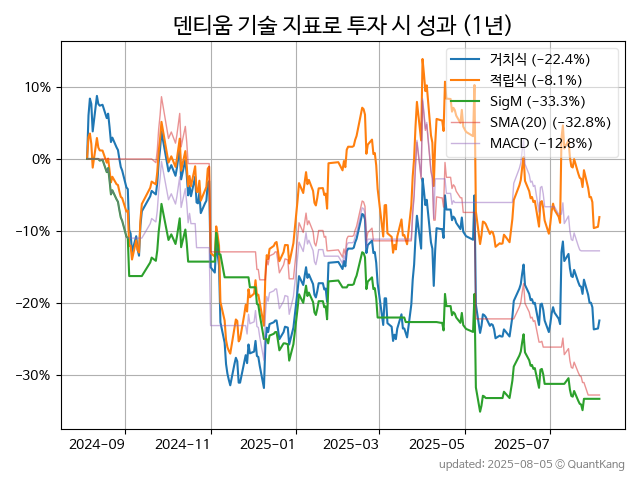 덴티움 기술 지표로 투자 시 성과 (1년)
거치식 (−22.4%)
적립식 (−8.1%)
SigM (−33.3%)
SMA(20) (−32.8%)
MACD (−12.8%)
10%
0%
−10%
−20%
−30%
2024-09
2024-11
2025-01
2025-03
2025-05
2025-07
updated: 2025-08-05 © QuantKang